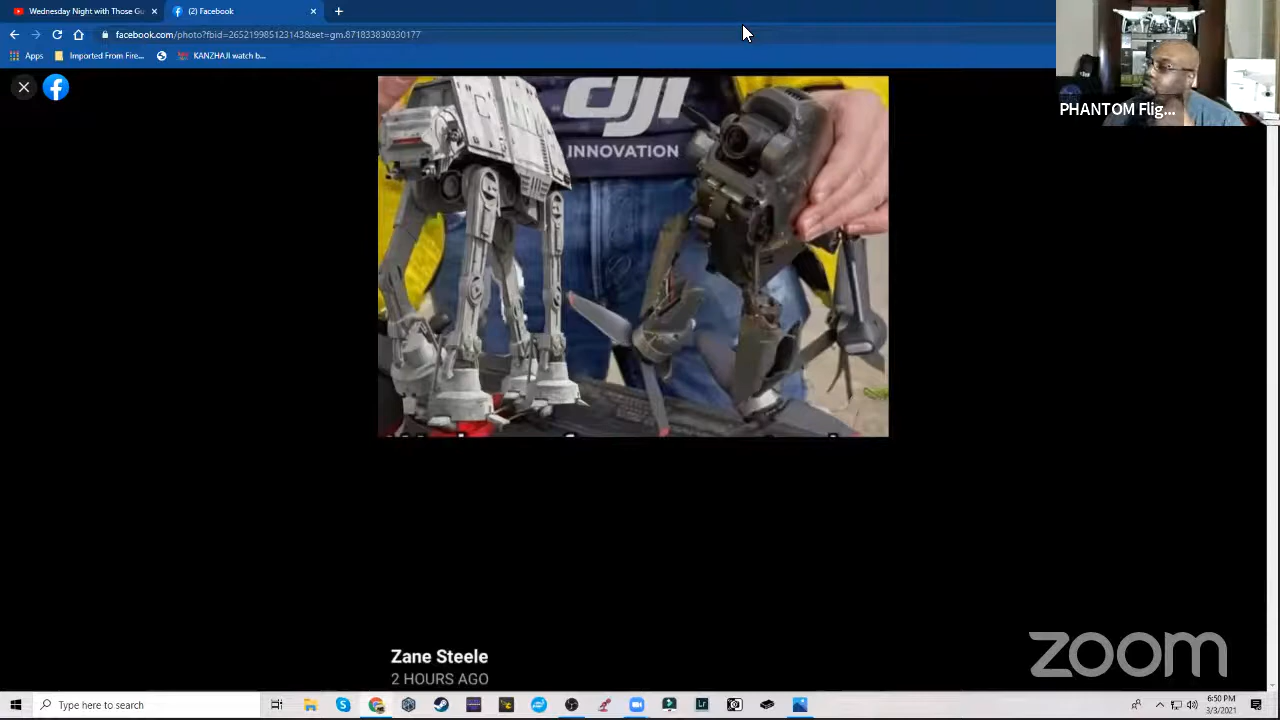 Wednesday Night with Those Gu
(2) Facebook
facebook.com/photo?fbid=265219985123143&set=gm.871833830330177
Apps
Imported From Fire...
KANZHAJI watch b...
PHANTOM Flig...
dji
INNOVATION
Zane Steele
2 HOURS AGO
zoom
Type here to search
6:50 PM
3/3/2021